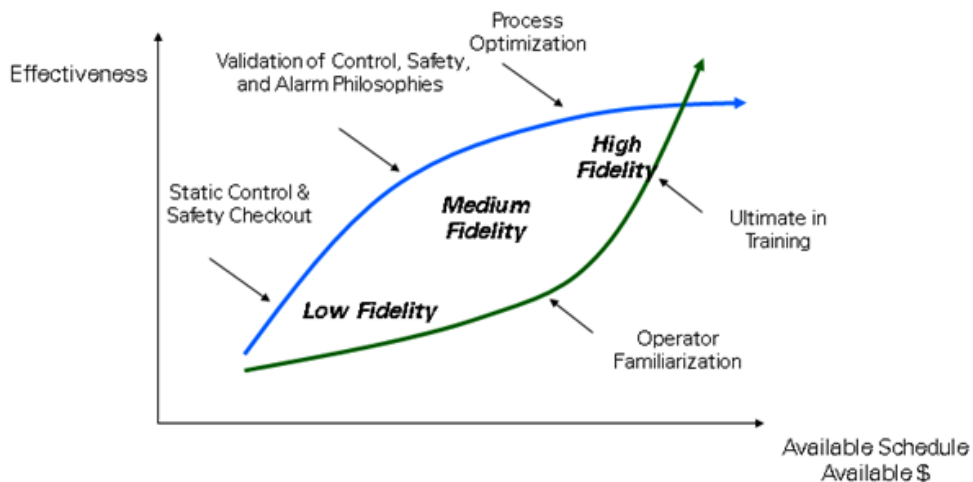 Process
Optimization
Effectiveness
Validation of Control, Safety,
and Alarm Philosophies
High
Fidelity
Static Control &
Safety Checkout
Medium
Fidelity
Ultimate in
Training
Low Fidelity
Operator
Familiarization
Available Schedule
Available $